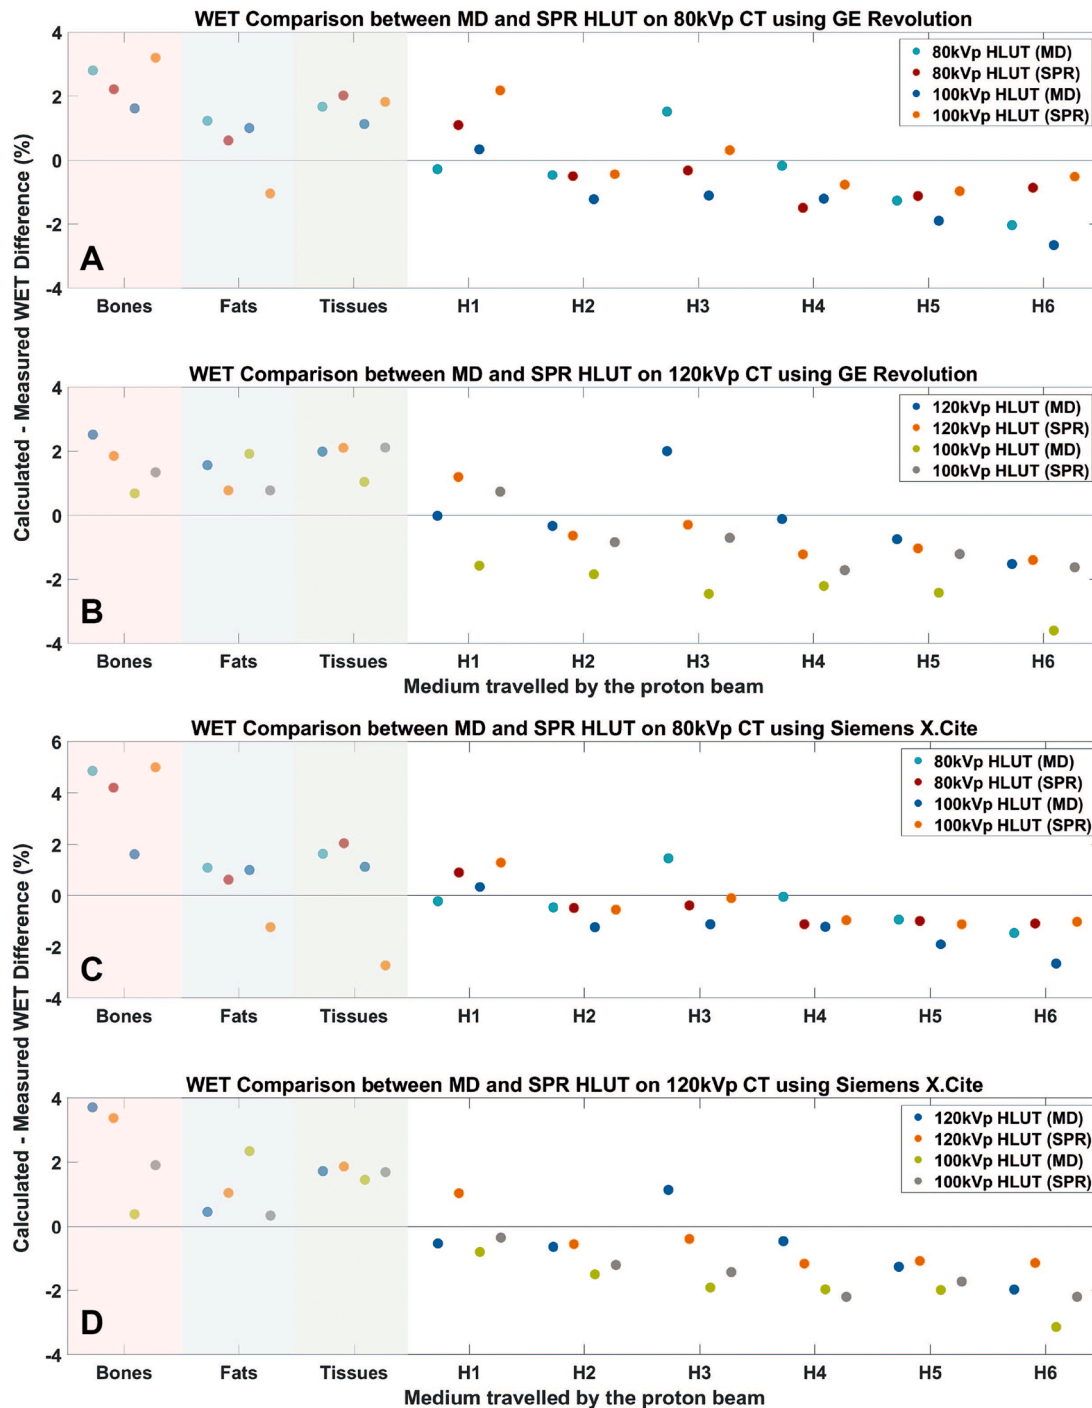 WET Comparison between MD and SPR HLUT on 80kVp CT using GE Revolution
4
2
0
-2
-4
80kVp HLUT (MD)
80kVp HLUT (SPR)
100kVp HLUT (MD)
100kVp HLUT (SPR)
A
Bones Fats Tissues H1 H2 H3 H4 H5 H6
Calculated - Measured WET Difference (%)
WET Comparison between MD and SPR HLUT on 120kVp CT using GE Revolution
4
2
0
-2
-4
120kVp HLUT (MD)
120kVp HLUT (SPR)
100kVp HLUT (MD)
100kVp HLUT (SPR)
B
Bones Fats Tissues H1 H2 H3 H4 H5 H6
Medium travelled by the proton beam
WET Comparison between MD and SPR HLUT on 80kVp CT using Siemens X.Cite
6
4
2
0
-2
-4
80kVp HLUT (MD)
80kVp HLUT (SPR)
100kVp HLUT (MD)
100kVp HLUT (SPR)
C
Bones Fats Tissues H1 H2 H3 H4 H5 H6
Calculated - Measured WET Difference (%)
WET Comparison between MD and SPR HLUT on 120kVp CT using Siemens X.Cite
4
2
0
-2
-4
120kVp HLUT (MD)
120kVp HLUT (SPR)
100kVp HLUT (MD)
100kVp HLUT (SPR)
D
Bones Fats Tissues H1 H2 H3 H4 H5 H6
Medium travelled by the proton beam